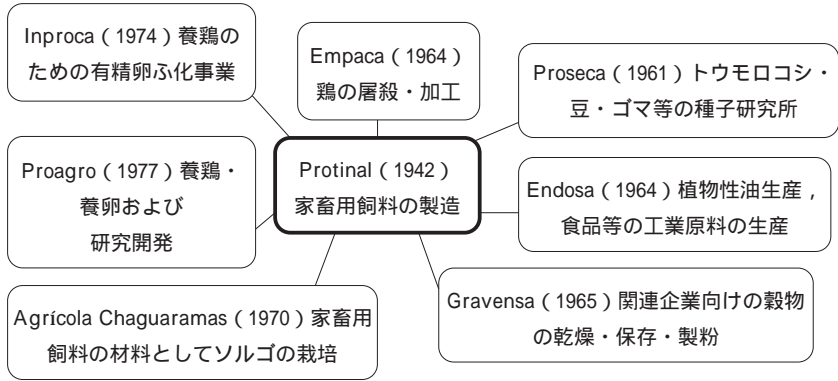 Inproca（1974）養鶏の
ための有精卵ふ化事業
Empaca（1964）
鶏の屠殺・加工
Proseca（1961）トウモロコシ・
豆・ゴマ等の種子研究所
Proagro（1977）養鶏・
養卵および
研究開発
Protinal（1942）
家畜用飼料の製造
Endosa（1964）植物性油生産，
食品等の工業原料の生産
Agrícola Chaguaramas（1970）家畜用
飼料の材料としてソルゴの栽培
Gravensa（1965）関連企業向けの穀物
の乾燥・保存・製粉